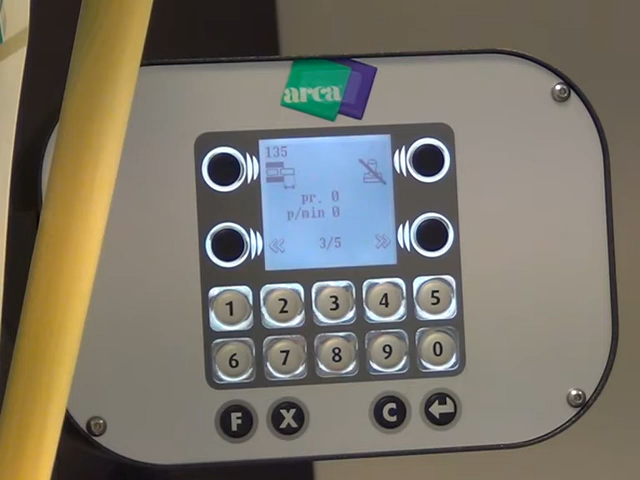 arca
135
pr. 0
p/min 0
« 3/5 »
1 2 3 4 5
6 7 8 9 0
F X C